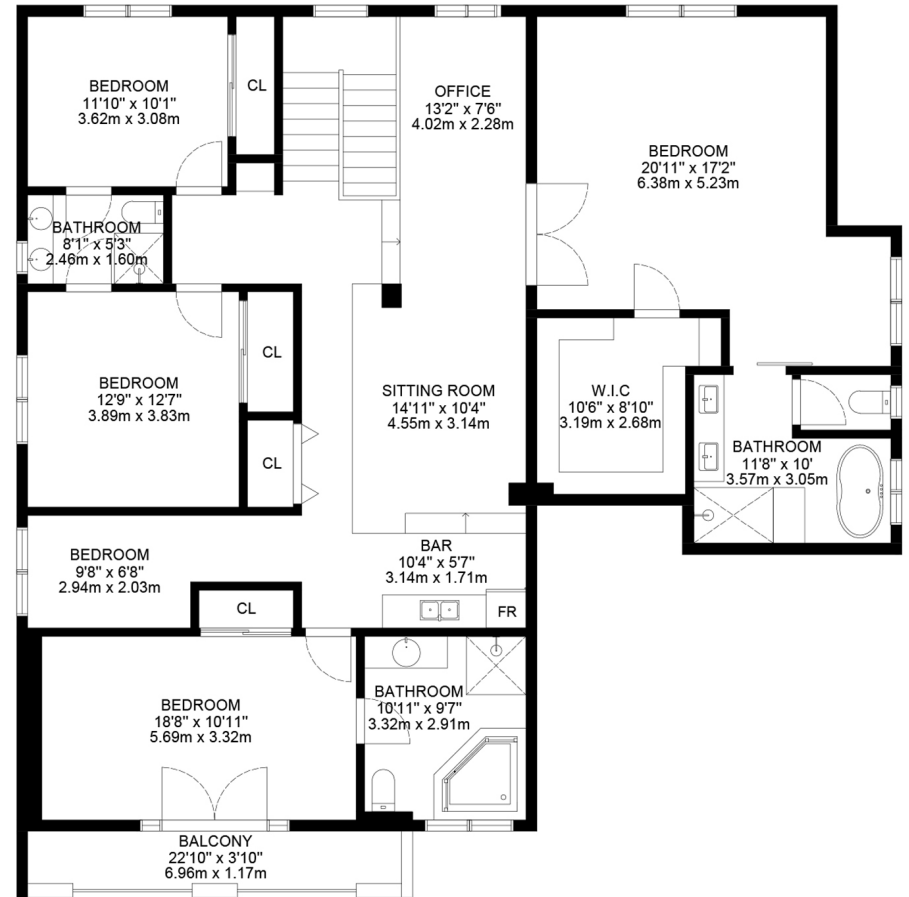 BEDROOM
11'10" x 10'1"
3.62m x 3.08m
CL
OFFICE
13'2" x 7'6"
4.02m x 2.28m
BEDROOM
20'11" x 17'2"
6.38m x 5.23m
BATHROOM
8'1" x 5'3"
2.46m x 1.60m
BEDROOM
12'9" x 12'7"
3.89m x 3.83m
CL
CL
SITTING ROOM
14'11" x 10'4"
4.55m x 3.14m
W.I.C
10'6" x 8'10"
3.19m x 2.68m
BATHROOM
11'8" x 10'
3.57m x 3.05m
BEDROOM
9'8" x 6'8"
2.94m x 2.03m
BAR
10'4" x 5'7"
3.14m x 1.71m
CL
FR
BEDROOM
18'8" x 10'11"
5.69m x 3.32m
BATHROOM
10'11" x 9'7"
3.32m x 2.91m
BALCONY
22'10" x 3'10"
6.96m x 1.17m